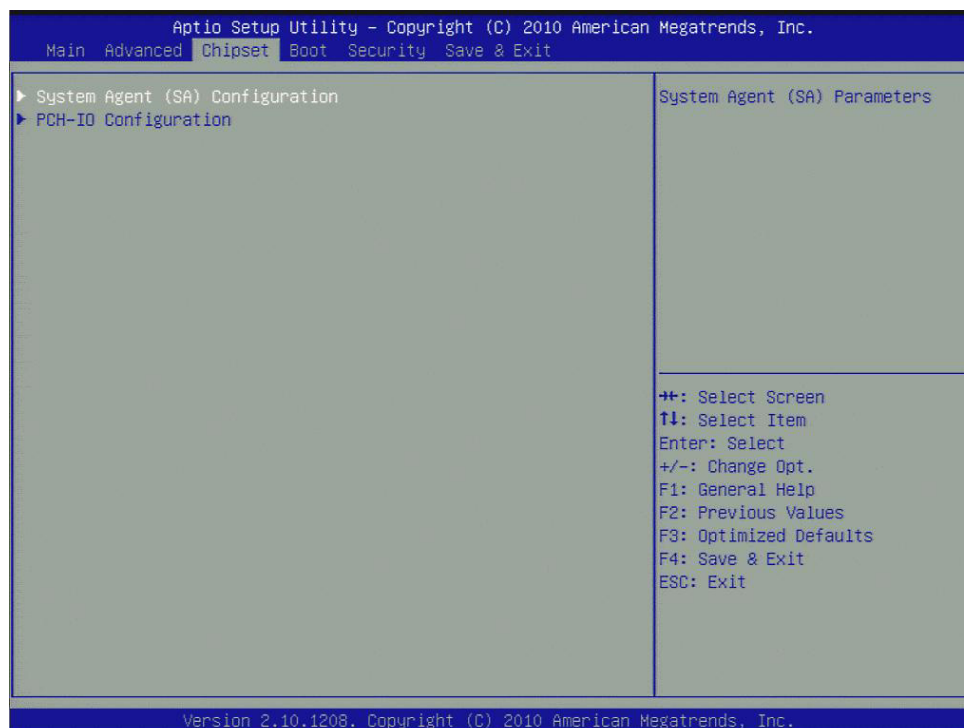 Aptio Setup Utility – Copyright (C) 2010 American Megatrends, Inc.
Main Advanced Chipset Boot Security Save & Exit
▶ System Agent (SA) Configuration
▶ PCH-IO Configuration
System Agent (SA) Parameters
→←: Select Screen
↑↓: Select Item
Enter: Select
+/-: Change Opt.
F1: General Help
F2: Previous Values
F3: Optimized Defaults
F4: Save & Exit
ESC: Exit
Version 2.10.1208. Copyright (C) 2010 American Megatrends, Inc.